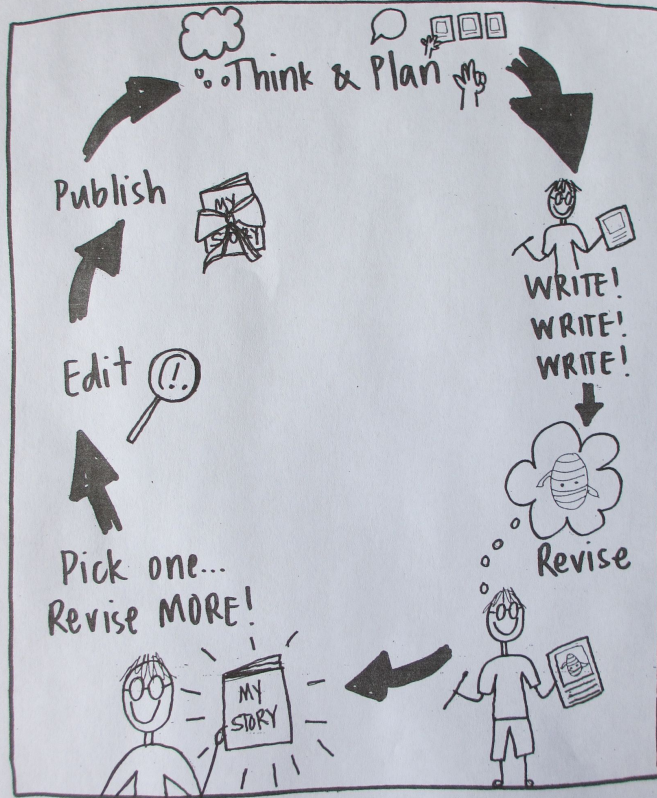 Think & Plan
WRITE!
WRITE!
WRITE!
Revise
MY
STORY
Pick one...
Revise MORE!
Edit
!.
Publish
MY
STORY